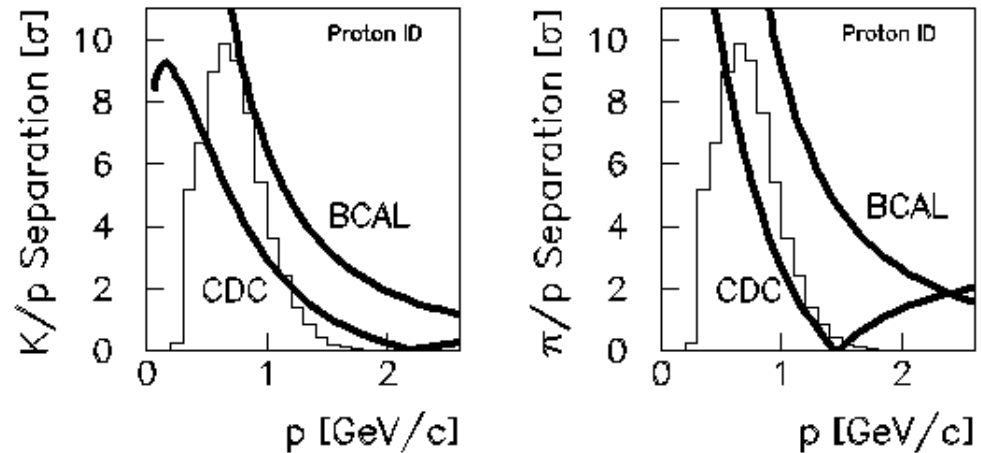 K/p Separation [σ]
10
8
6
4
2
0
Proton ID
BCAL
CDC
0 1 2
p [GeV/c]
π/p Separation [σ]
10
8
6
4
2
0
Proton ID
BCAL
CDC
0 1 2
p [GeV/c]